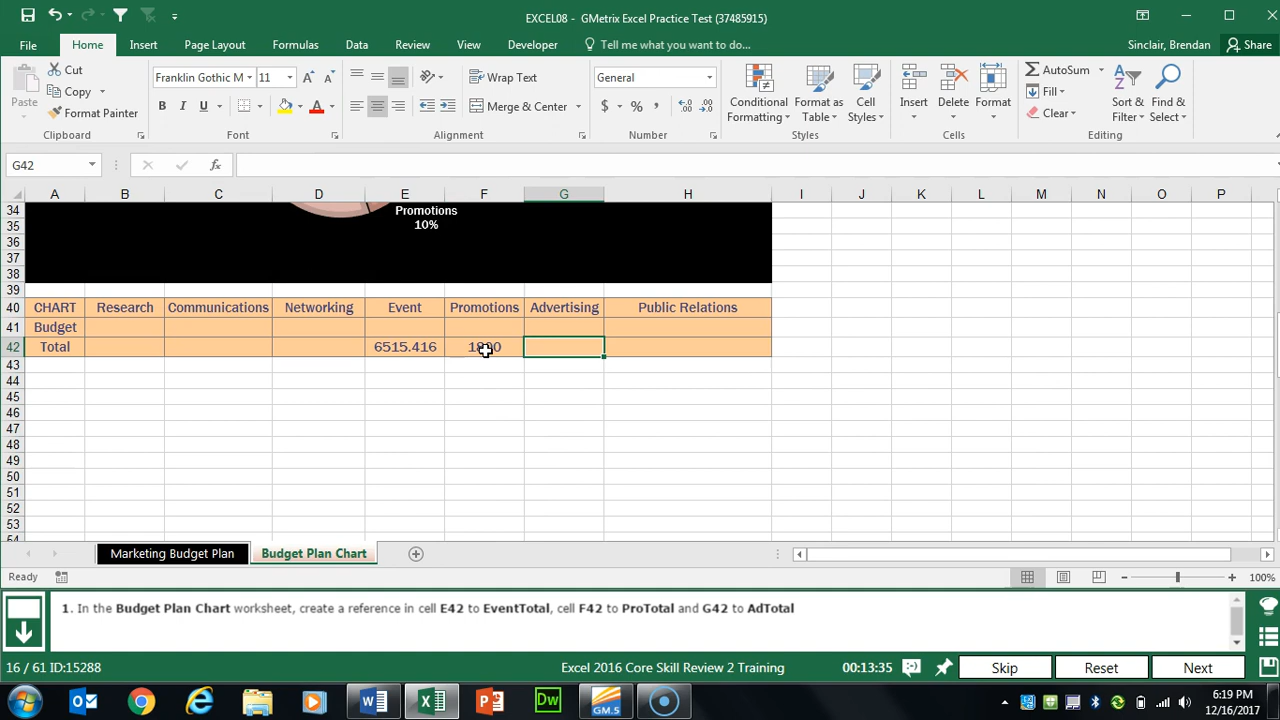 EXCEL08 - GMetrix Excel Practice Test (37485915)
File Home Insert Page Layout Formulas Data Review View Developer Tell me what you want to do... Sinclair, Brendan Share
Paste Cut Copy Format Painter
Franklin Gothic M 11
B I U A
Wrap Text
Merge & Center
General
$ % ,
Conditional Formatting Format as Table Cell Styles
Insert Delete Format
AutoSum Fill Clear
Sort & Filter Find & Select
Clipboard Font Alignment Number Styles Cells Editing
G42 fx
A B C D E F G H I J K L M N O P
34 Promotions
35 10%
36
37
38
39
40 CHART Research Communications Networking Event Promotions Advertising Public Relations
41 Budget
42 Total 6515.416
43
44
45
46
47
48
49
50
51
52
53
Marketing Budget Plan Budget Plan Chart
Ready 100%
1. In the Budget Plan Chart worksheet, create a reference in cell E42 to EventTotal, cell F42 to ProTotal and G42 to AdTotal
16 / 61 ID:15288 Excel 2016 Core Skill Review 2 Training 00:13:35 Skip Reset Next
Dw GM.5 6:19 PM
12/16/2017